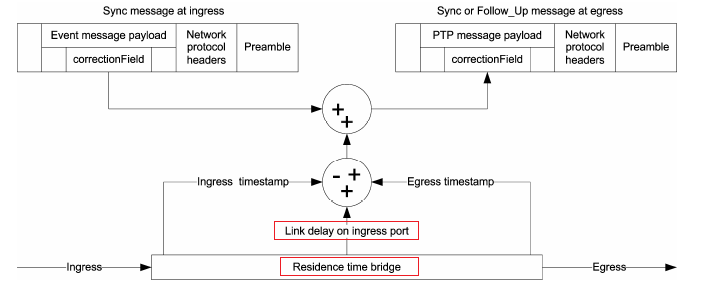 Sync message at ingress
Sync or Follow_Up message at egress
Event message payload
correctionField
Network
protocol
headers
Preamble
PTP message payload
correctionField
Network
protocol
headers
Preamble
+
+
Ingress timestamp
- +
+
Egress timestamp
Link delay on ingress port
Ingress
Residence time bridge
Egress